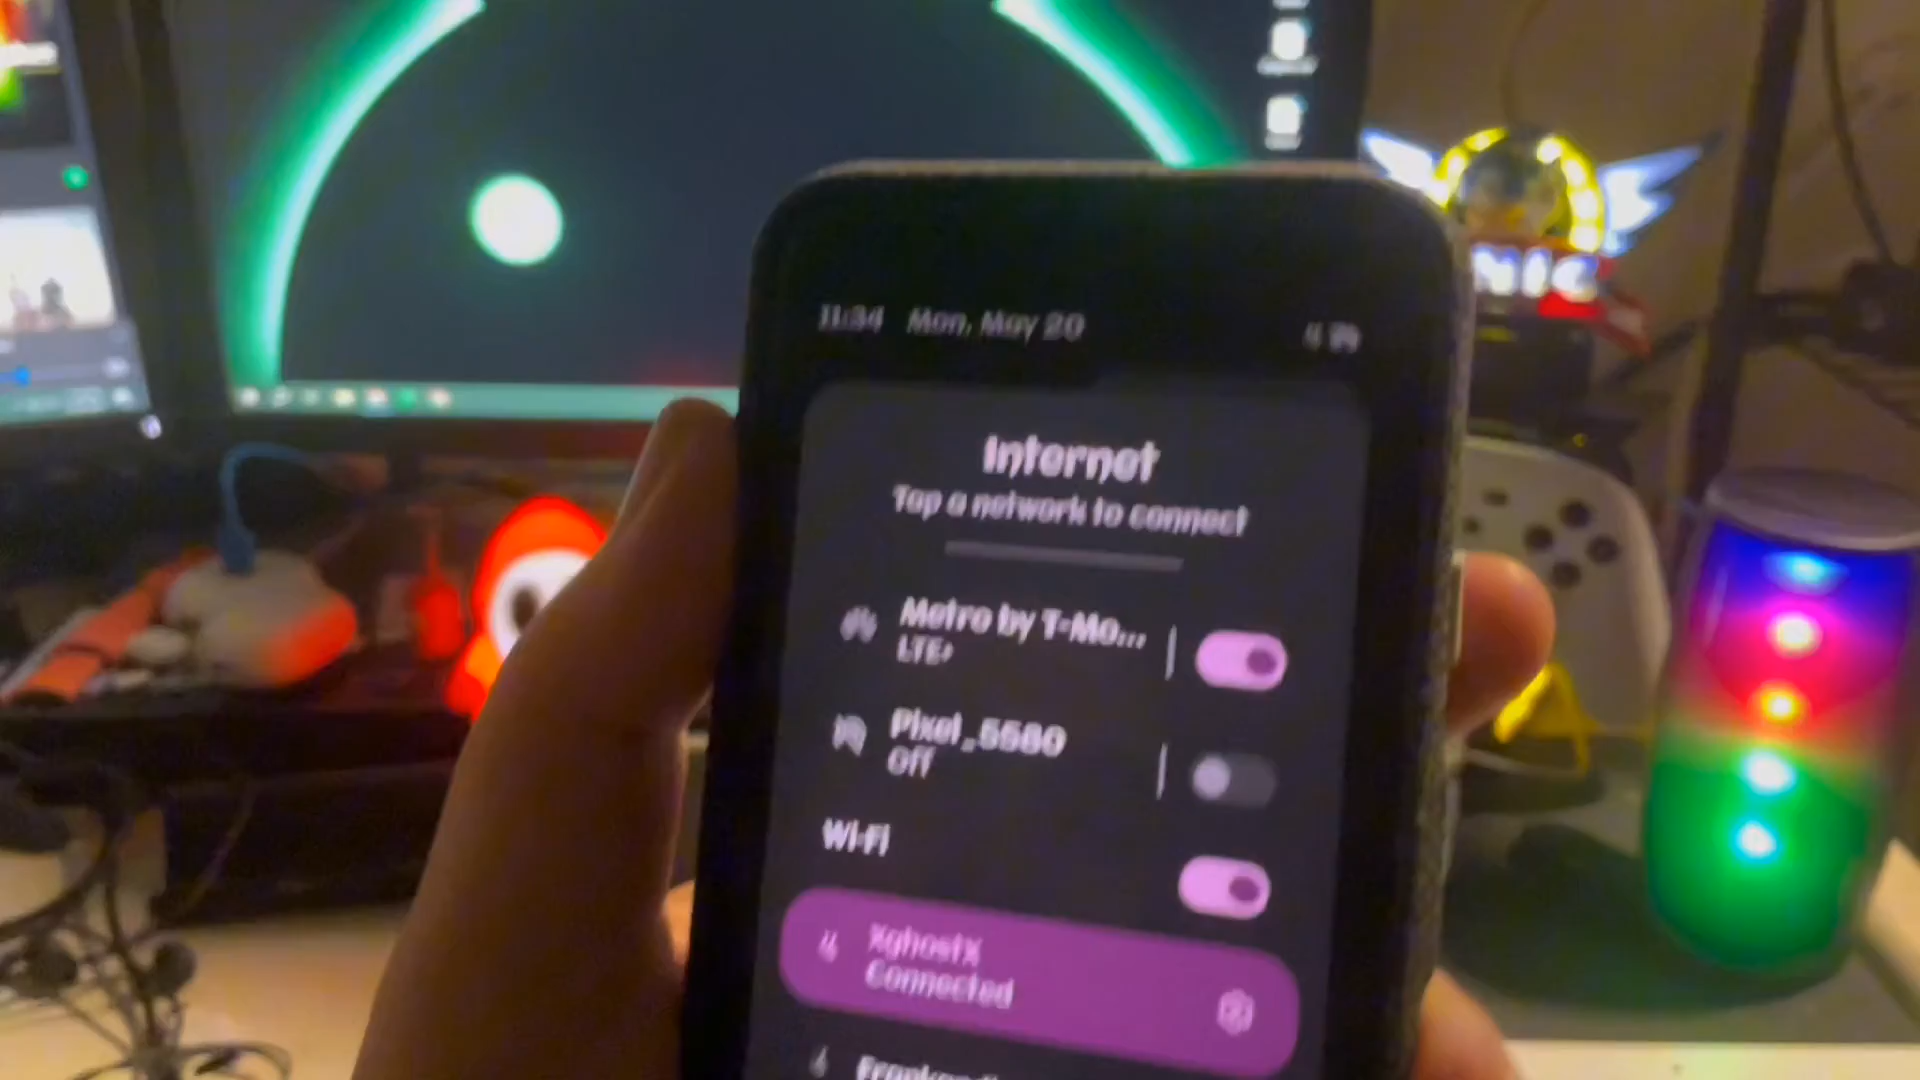 11:34 Mon, May 20
NIC
Internet
Tap a network to connect
Metro by T-Mo...
LTE+
Pixel_5580
Off
Wi-Fi
XghostX
Connected